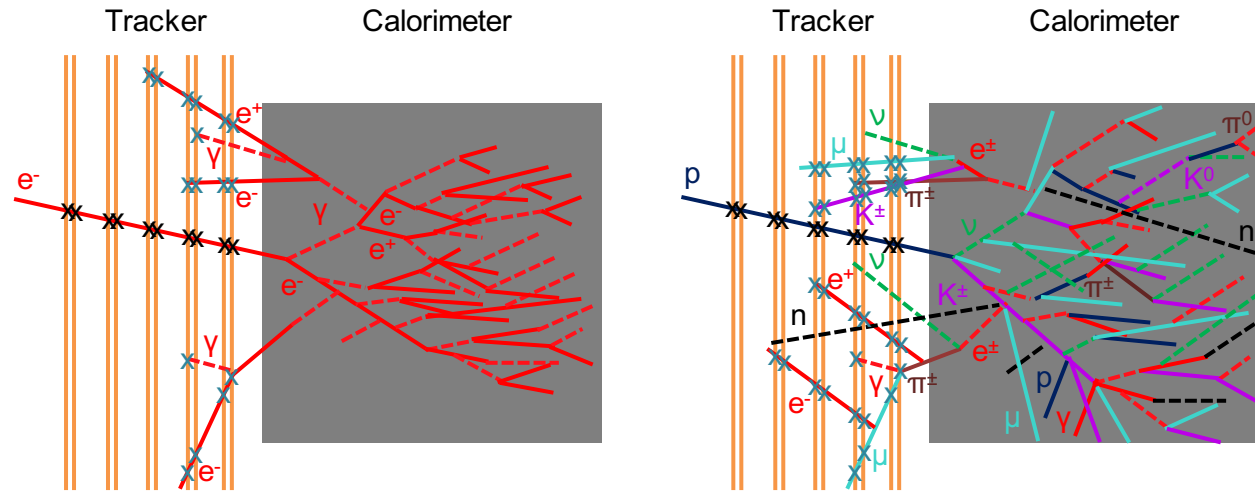 Tracker Calorimeter
e⁺
γ
e⁻
e⁻
γ
e⁻
e⁺
e⁻
γ
e⁻
Tracker Calorimeter
ν
π⁰
μ
e±
p
π±
K⁰
K±
ν
n
ν
e⁺
π±
K±
n
e±
γ
π±
p
e⁻
μ
γ
μ